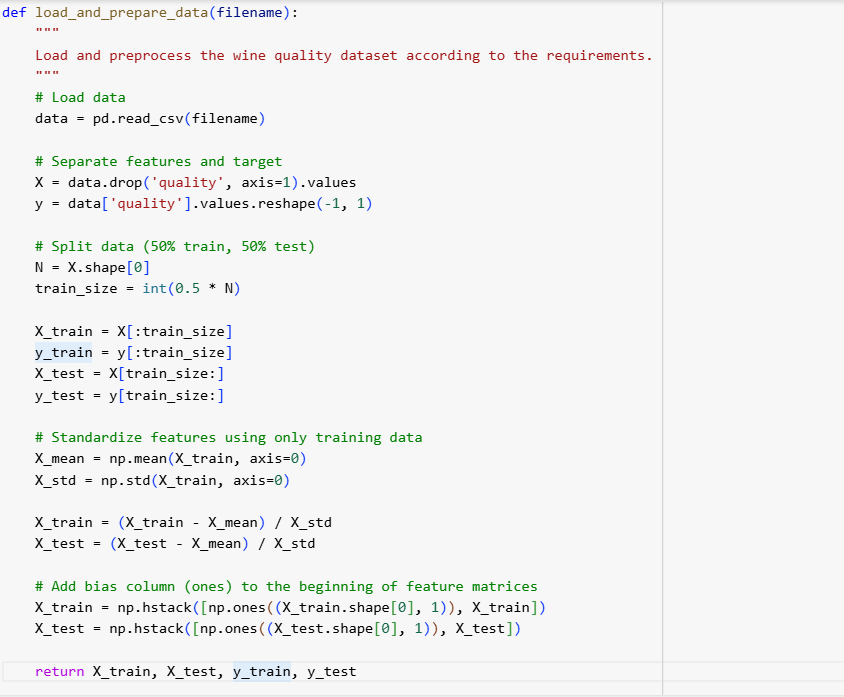 def load_and_prepare_data(filename):
    """
    Load and preprocess the wine quality dataset according to the requirements.
    """
    # Load data
    data = pd.read_csv(filename)

    # Separate features and target
    X = data.drop('quality', axis=1).values
    y = data['quality'].values.reshape(-1, 1)

    # Split data (50% train, 50% test)
    N = X.shape[0]
    train_size = int(0.5 * N)

    X_train = X[:train_size]
    y_train = y[:train_size]
    X_test = X[train_size:]
    y_test = y[train_size:]

    # Standardize features using only training data
    X_mean = np.mean(X_train, axis=0)
    X_std = np.std(X_train, axis=0)

    X_train = (X_train - X_mean) / X_std
    X_test = (X_test - X_mean) / X_std

    # Add bias column (ones) to the beginning of feature matrices
    X_train = np.hstack([np.ones((X_train.shape[0], 1)), X_train])
    X_test = np.hstack([np.ones((X_test.shape[0], 1)), X_test])

    return X_train, X_test, y_train, y_test